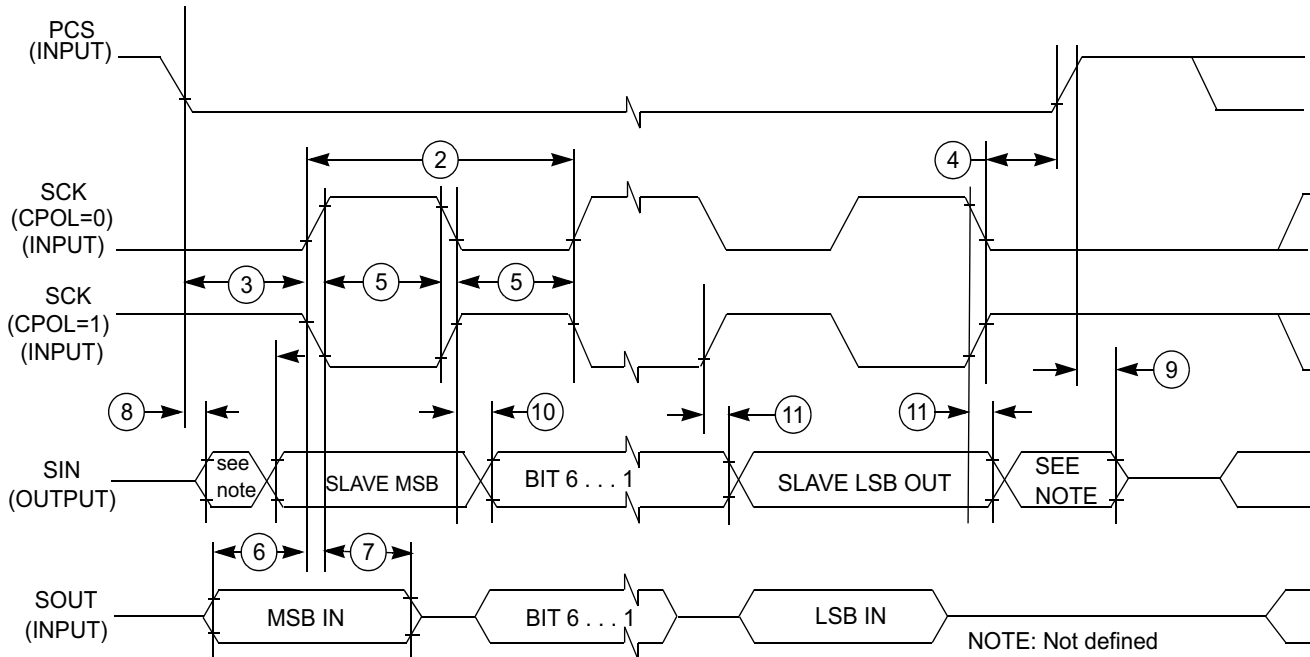 PCS
(INPUT)
2
4
SCK
(CPOL=0)
(INPUT)
3
5
5
SCK
(CPOL=1)
(INPUT)
9
8
10
11
11
SIN
(OUTPUT)
see
note
SLAVE MSB
BIT 6 . . . 1
SLAVE LSB OUT
SEE
NOTE
6
7
SOUT
(INPUT)
MSB IN
BIT 6 . . . 1
LSB IN
NOTE: Not defined